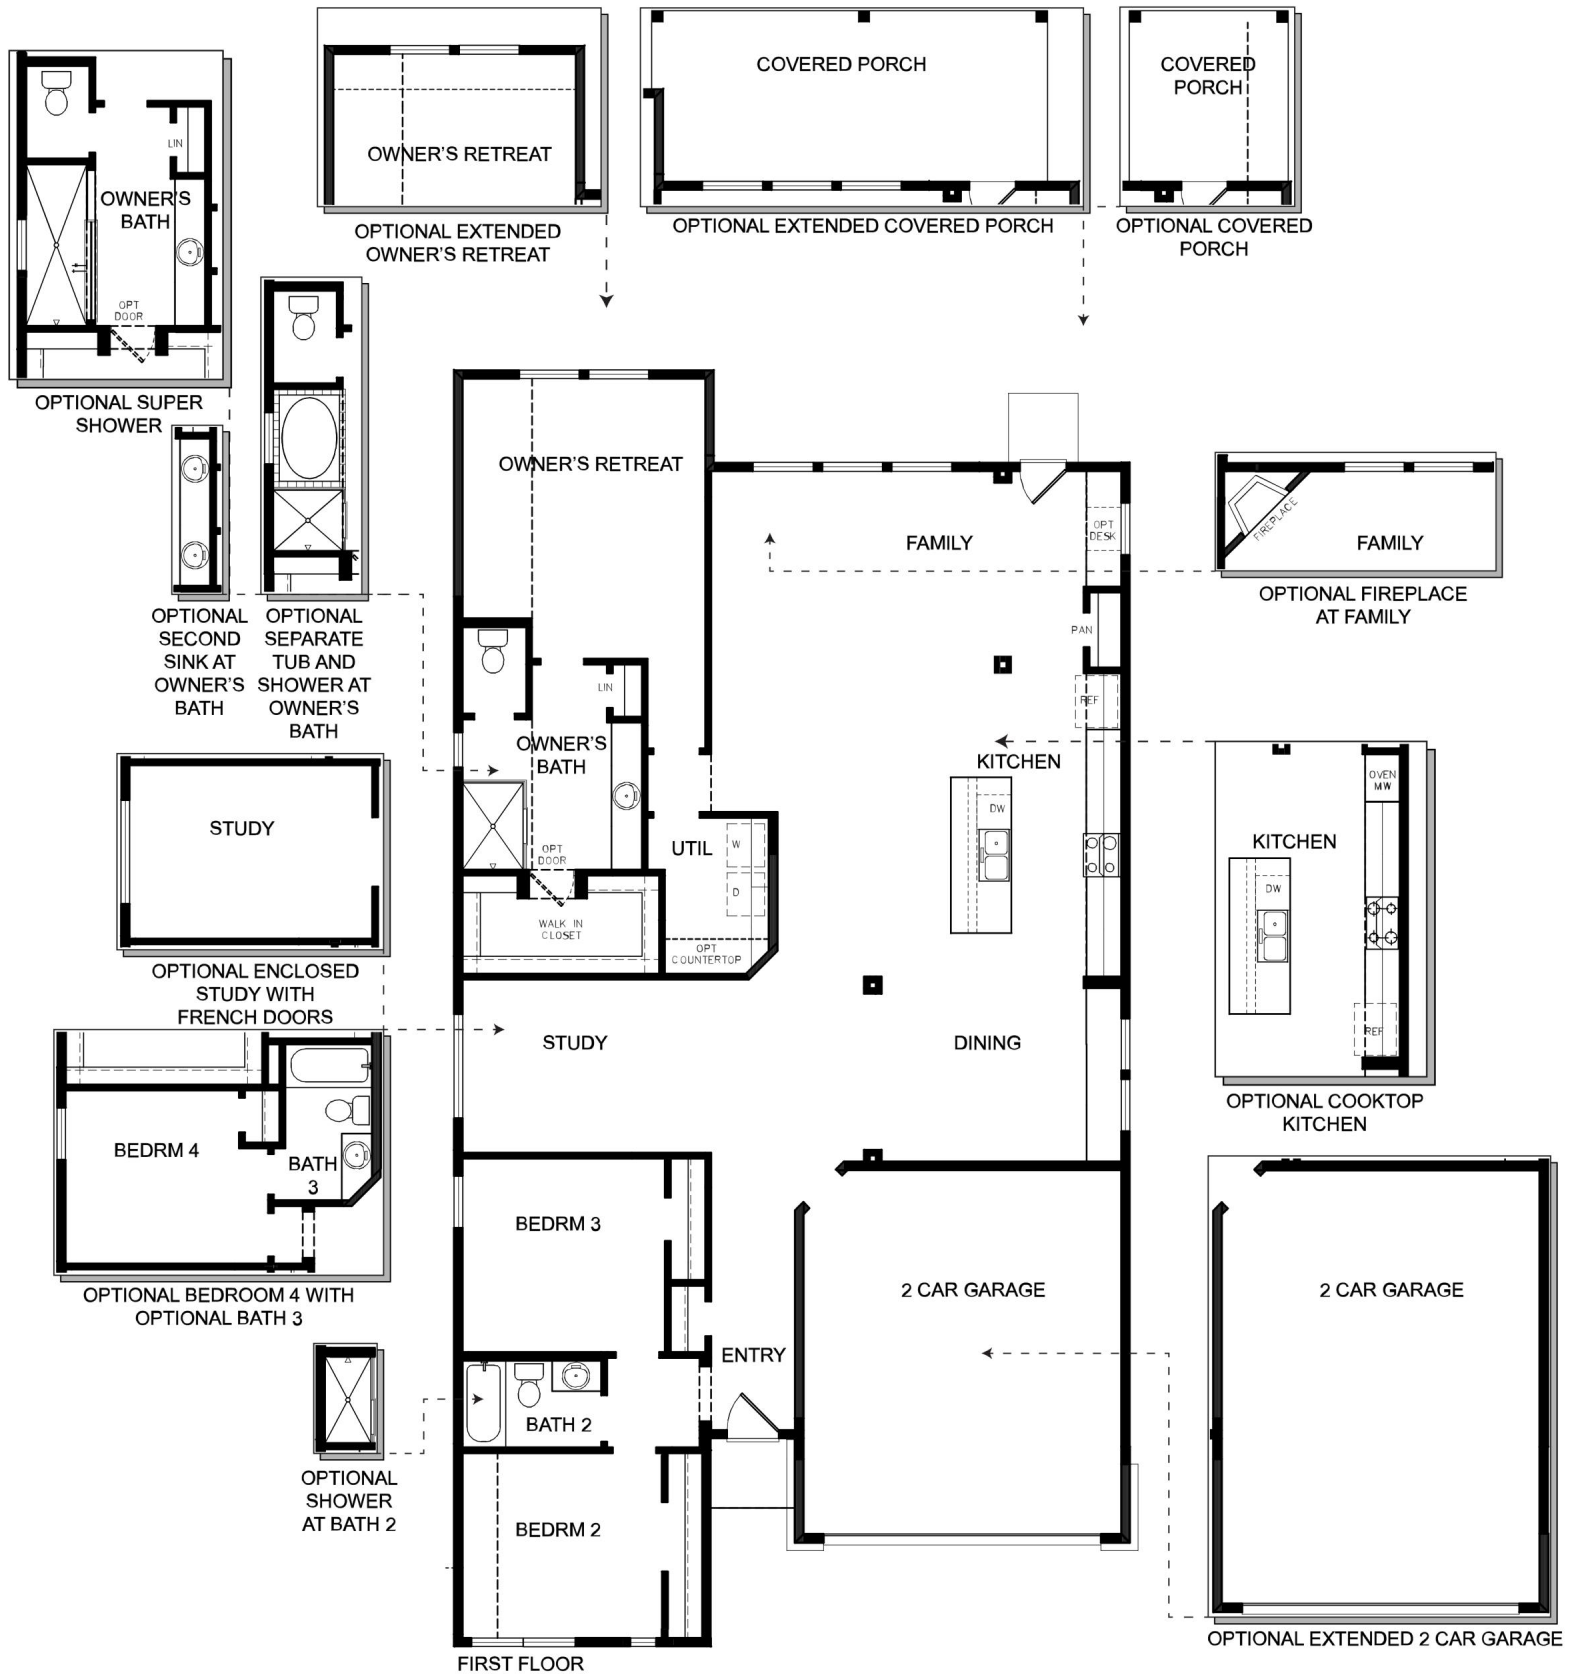 COVERED PORCH
COVERED
PORCH
OWNER'S RETREAT
OPTIONAL EXTENDED
OWNER'S RETREAT
OPTIONAL EXTENDED COVERED PORCH
OPTIONAL COVERED
PORCH
LIN
OWNER'S
BATH
OPT
DOOR
OPTIONAL SUPER
SHOWER
OPTIONAL
SECOND
SINK AT
OWNER'S
BATH
OPTIONAL
SEPARATE
TUB AND
SHOWER AT
OWNER'S
BATH
OWNER'S RETREAT
FAMILY
OPT
DESK
PAN
REF
FIREPLACE
FAMILY
OPTIONAL FIREPLACE
AT FAMILY
LIN
OWNER'S
BATH
OPT
DOOR
WALK IN
CLOSET
UTIL
W
D
OPT
COUNTERTOP
KITCHEN
DW
OVEN
MW
KITCHEN
DW
REF
OPTIONAL COOKTOP
KITCHEN
STUDY
OPTIONAL ENCLOSED
STUDY WITH
FRENCH DOORS
STUDY
DINING
BEDRM 4
BATH
3
OPTIONAL BEDROOM 4 WITH
OPTIONAL BATH 3
BEDRM 3
2 CAR GARAGE
2 CAR GARAGE
ENTRY
BATH 2
OPTIONAL
SHOWER
AT BATH 2
BEDRM 2
OPTIONAL EXTENDED 2 CAR GARAGE
FIRST FLOOR